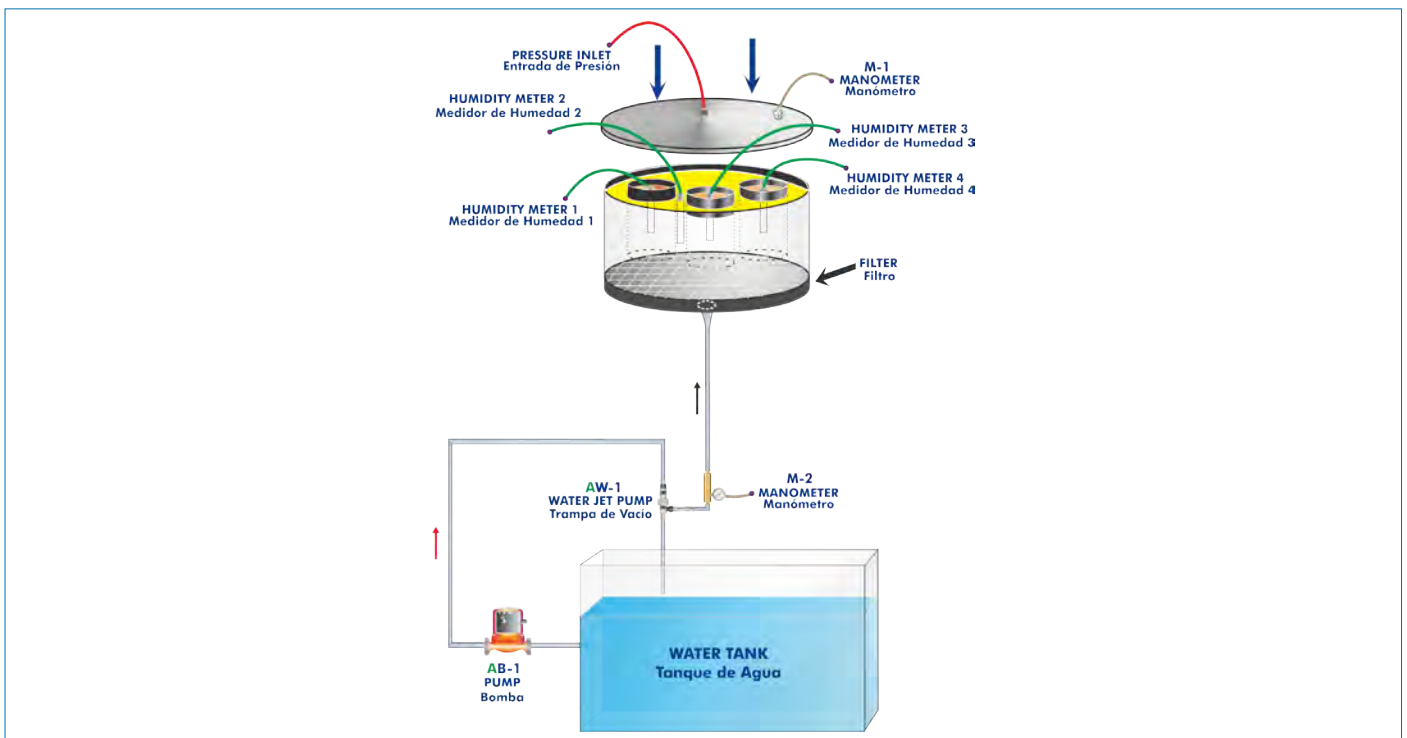 PRESSURE INLET
Entrada de Presión
M-1
MANOMETER
Manómetro
HUMIDITY METER 2
Medidor de Humedad 2
HUMIDITY METER 3
Medidor de Humedad 3
HUMIDITY METER 4
Medidor de Humedad 4
HUMIDITY METER 1
Medidor de Humedad 1
FILTER
Filtro
AW-1
WATER JET PUMP
Trampa de Vacio
M-2
MANOMETER
Manómetro
WATER TANK
Tanque de Agua
AB-1
PUMP
Bomba